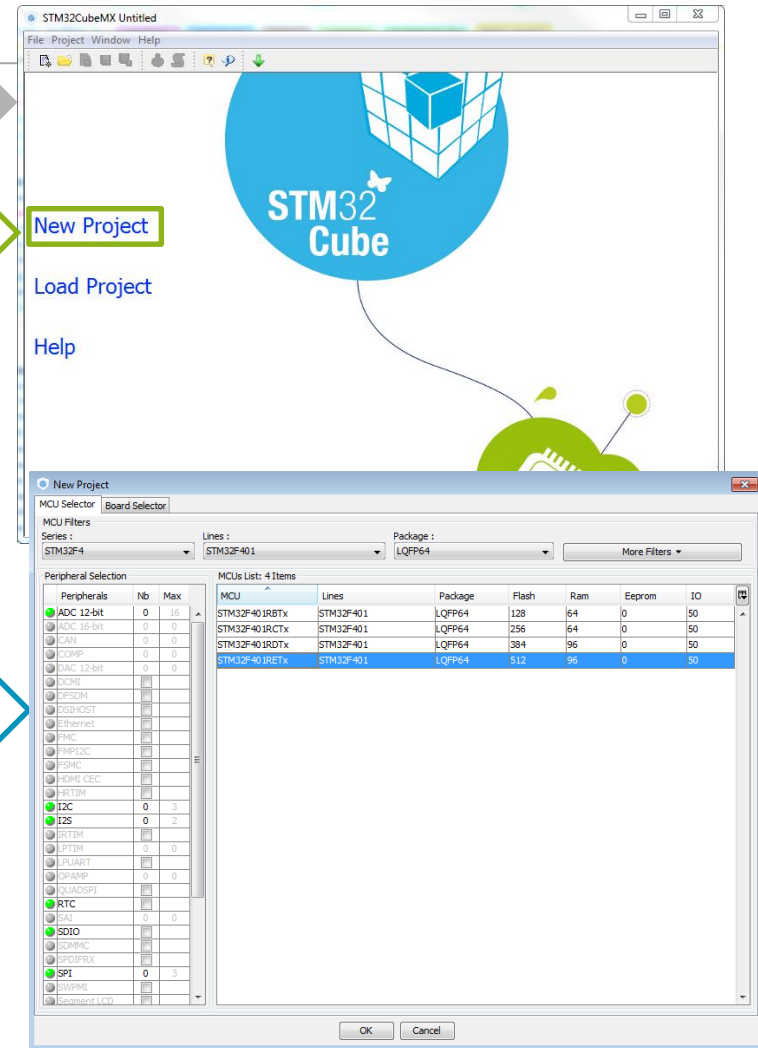 STM32CubeMX Untitled
File Project Window Help
STM32
Cube
New Project
Load Project
Help
New Project
MCU Selector Board Selector
MCU Filters
Series : Lines : Package :
STM32F4 STM32F401 LQFP64 More Filters
Peripheral Selection MCUs List: 4 Items
Peripherals Nb Max MCU Lines Package Flash Ram Eeprom IO
ADC 12-bit 0 16 STM32F401RBTx STM32F401 LQFP64 128 64 0 50
ADC 16-bit 0 0 STM32F401RCTx STM32F401 LQFP64 256 64 0 50
CAN 0 0 STM32F401RDTx STM32F401 LQFP64 384 96 0 50
COMP 0 0 STM32F401RETx STM32F401 LQFP64 512 96 0 50
DAC 12-bit 0 0
DCMI
DFSDM
DSIHOST
Ethernet
FMC
FMPI2C
FSMC
HDMI CEC
HRTIM
I2C 0 3
I2S 0 2
IRTIM
LPTIM 0 0
LPUART
OPAMP 0 0
QUADSPI
RTC
SAI 0 0
SDIO
SDMMC
SPDIFRX
SPI 0 3
SWPMI
Segment LCD
OK Cancel